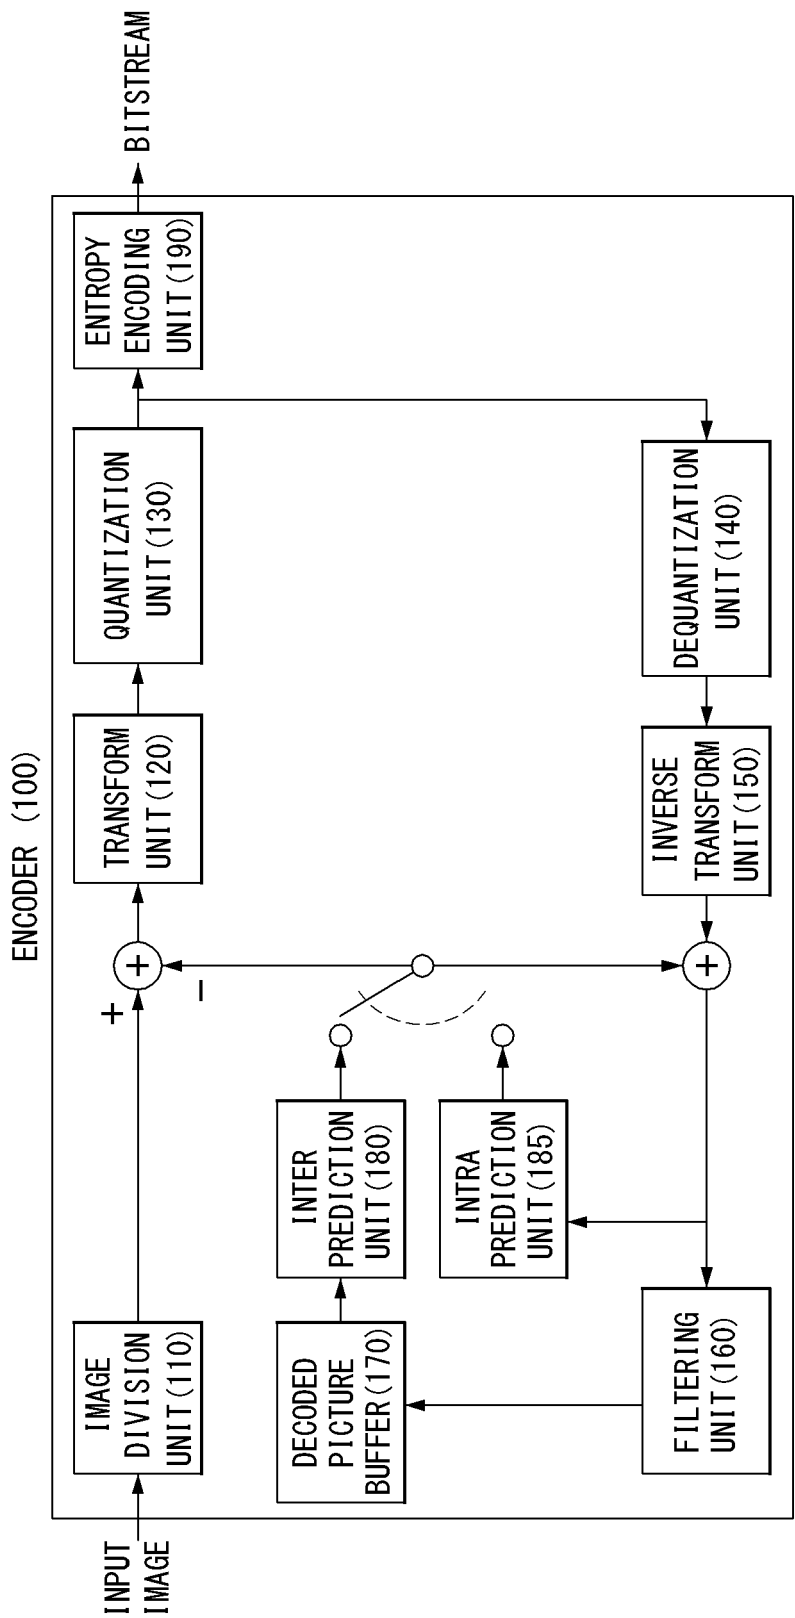 ENCODER (100)
INPUT
IMAGE
IMAGE
DIVISION
UNIT(110)
+
−
+
TRANSFORM
UNIT(120)
QUANTIZATION
UNIT(130)
ENTROPY
ENCODING
UNIT(190)
BITSTREAM
DECODED
PICTURE
BUFFER(170)
INTER
PREDICTION
UNIT(180)
INTRA
PREDICTION
UNIT(185)
FILTERING
UNIT(160)
+
INVERSE
TRANSFORM
UNIT(150)
DEQUANTIZATION
UNIT(140)